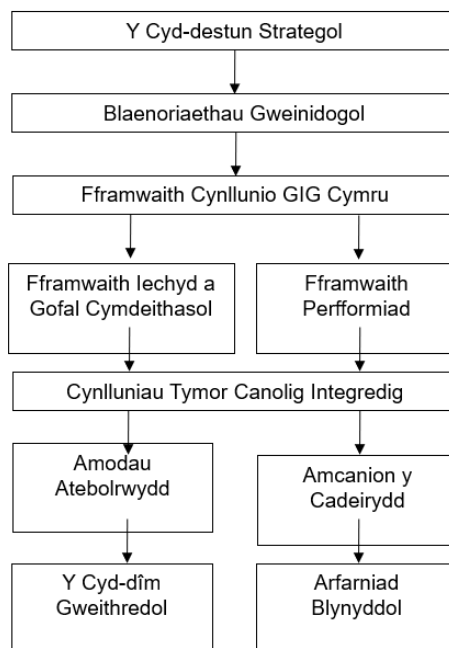 Y Cyd-destun Strategol
Blaenoriaethau Gweinidogol
Fframwaith Cynllunio GIG Cymru
Fframwaith Iechyd a
Gofal Cymdeithasol
Fframwaith
Perfformiad
Cynlluniau Tymor Canolig Integredig
Amodau
Atebolrwydd
Amcanion y
Cadeirydd
Y Cyd-dîm
Gweithredol
Arfarniad
Blynyddol